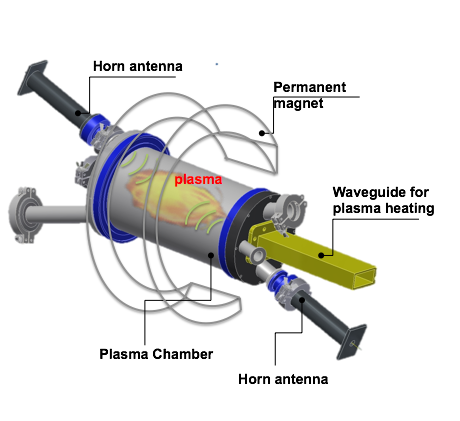 Horn antenna
Permanent
magnet
plasma
Waveguide for
plasma heating
Plasma Chamber
Horn antenna